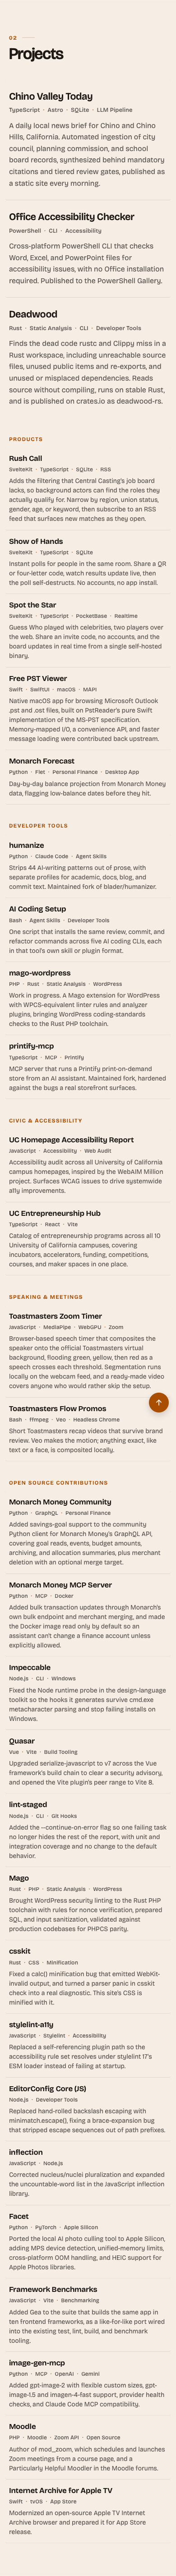 02
Projects
Chino Valley Today
TypeScript · Astro · SQLite · LLM Pipeline
A daily local news brief for Chino and Chino
Hills, California. Automated ingestion of city
council, planning commission, and school
board records, synthesized behind mandatory
citations and tiered review gates, published as
a static site every morning.
Office Accessibility Checker
PowerShell · CLI · Accessibility
Cross-platform PowerShell CLI that checks
Word, Excel, and PowerPoint files for
accessibility issues, with no Office installation
required. Published to the PowerShell Gallery.
Deadwood
Rust · Static Analysis · CLI · Developer Tools
Finds the dead code rustc and Clippy miss in a
Rust workspace, including unreachable source
files, unused public items and re-exports, and
unused or misplaced dependencies. Reads
source without compiling, runs on stable Rust,
and is published on crates.io as deadwood-rs.
PRODUCTS
Rush Call
SvelteKit · TypeScript · SQLite · RSS
Adds the filtering that Central Casting's job board
lacks, so background actors can find the roles they
actually qualify for. Narrow by region, union status,
gender, age, or keyword, then subscribe to an RSS
feed that surfaces new matches as they open.
Show of Hands
SvelteKit · TypeScript · SQLite
Instant polls for people in the same room. Share a QR
or four-letter code, watch results update live, then
the poll self-destructs. No accounts, no app install.
Spot the Star
SvelteKit · TypeScript · PocketBase · Realtime
Guess Who played with celebrities, two players over
the web. Share an invite code, no accounts, and the
board updates in real time from a single self-hosted
binary.
Free PST Viewer
Swift · SwiftUI · macOS · MAPI
Native macOS app for browsing Microsoft Outlook
.pst and .ost files, built on PstReader's pure Swift
implementation of the MS-PST specification.
Memory-mapped I/O, a convenience API, and faster
message loading were contributed back upstream.
Monarch Forecast
Python · Flet · Personal Finance · Desktop App
Day-by-day balance projection from Monarch Money
data, flagging low-balance dates before they hit.
DEVELOPER TOOLS
humanize
Python · Claude Code · Agent Skills
Strips 44 AI-writing patterns out of prose, with
separate profiles for academic, docs, blog, and
commit text. Maintained fork of blader/humanizer.
AI Coding Setup
Bash · Agent Skills · Developer Tools
One script that installs the same review, commit, and
refactor commands across five AI coding CLIs, each
in that tool's own skill or plugin format.
mago-wordpress
PHP · Rust · Static Analysis · WordPress
Work in progress. A Mago extension for WordPress
with WPCS-equivalent linter rules and analyzer
plugins, bringing WordPress coding-standards
checks to the Rust PHP toolchain.
printify-mcp
TypeScript · MCP · Printify
MCP server that runs a Printify print-on-demand
store from an AI assistant. Maintained fork, hardened
against the bugs a real storefront surfaces.
CIVIC & ACCESSIBILITY
UC Homepage Accessibility Report
JavaScript · Accessibility · Web Audit
Accessibility audit across all University of California
campus homepages, inspired by the WebAIM Million
project. Surfaces WCAG issues to drive systemwide
a11y improvements.
UC Entrepreneurship Hub
TypeScript · React · Vite
Catalog of entrepreneurship programs across all 10
University of California campuses, covering
incubators, accelerators, funding, competitions,
courses, and maker spaces in one place.
SPEAKING & MEETINGS
Toastmasters Zoom Timer
JavaScript · MediaPipe · WebGPU · Zoom
Browser-based speech timer that composites the
speaker onto the official Toastmasters virtual
background, flooding green, yellow, then red as a
speech crosses each threshold. Segmentation runs
locally on the webcam feed, and a ready-made video
covers anyone who would rather skip the setup.
Toastmasters Flow Promos
Bash · ffmpeg · Veo · Headless Chrome
Short Toastmasters recap videos that survive brand
review. Veo makes the motion; anything exact, like
text or a face, is composited locally.
OPEN SOURCE CONTRIBUTIONS
Monarch Money Community
Python · GraphQL · Personal Finance
Added savings-goal support to the community
Python client for Monarch Money's GraphQL API,
covering goal reads, events, budget amounts,
archiving, and allocation summaries, plus merchant
deletion with an optional merge target.
Monarch Money MCP Server
Python · MCP · Docker
Added bulk transaction updates through Monarch's
own bulk endpoint and merchant merging, and made
the Docker image read only by default so an
assistant can't change a finance account unless
explicitly allowed.
Impeccable
Node.js · CLI · Windows
Fixed the Node runtime probe in the design-language
toolkit so the hooks it generates survive cmd.exe
metacharacter parsing and stop failing installs on
Windows.
Quasar
Vue · Vite · Build Tooling
Upgraded serialize-javascript to v7 across the Vue
framework's build chain to clear a security advisory,
and opened the Vite plugin's peer range to Vite 8.
lint-staged
Node.js · CLI · Git Hooks
Added the --continue-on-error flag so one failing task
no longer hides the rest of the report, with unit and
integration coverage and no change to the default
behavior.
Mago
Rust · PHP · Static Analysis · WordPress
Brought WordPress security linting to the Rust PHP
toolchain with rules for nonce verification, prepared
SQL, and input sanitization, validated against
production codebases for PHPCS parity.
csskit
Rust · CSS · Minification
Fixed a calc() minification bug that emitted WebKit-
invalid output, and turned a parser panic in csskit
check into a real diagnostic. This site's CSS is
minified with it.
stylelint-a11y
JavaScript · Stylelint · Accessibility
Replaced a self-referencing plugin path so the
accessibility rule set resolves under stylelint 17's
ESM loader instead of failing at startup.
EditorConfig Core (JS)
Node.js · Developer Tools
Replaced hand-rolled backslash escaping with
minimatch.escape(), fixing a brace-expansion bug
that stripped escape sequences out of path prefixes.
inflection
JavaScript · Node.js
Corrected nucleus/nuclei pluralization and expanded
the uncountable-word list in the JavaScript inflection
library.
Facet
Python · PyTorch · Apple Silicon
Ported the local AI photo culling tool to Apple Silicon,
adding MPS device detection, unified-memory limits,
cross-platform OOM handling, and HEIC support for
Apple Photos libraries.
Framework Benchmarks
JavaScript · Vite · Benchmarking
Added Gea to the suite that builds the same app in
ten frontend frameworks, as a like-for-like port wired
into the existing test, lint, build, and benchmark
tooling.
image-gen-mcp
Python · MCP · OpenAI · Gemini
Added gpt-image-2 with flexible custom sizes, gpt-
image-1.5 and imagen-4-fast support, provider health
checks, and Claude Code MCP compatibility.
Moodle
PHP · Moodle · Zoom API · Open Source
Author of mod_zoom, which schedules and launches
Zoom meetings from a course page, and a
Particularly Helpful Moodler in the Moodle forums.
Internet Archive for Apple TV
Swift · tvOS · App Store
Modernized an open-source Apple TV Internet
Archive browser and prepared it for App Store
release.